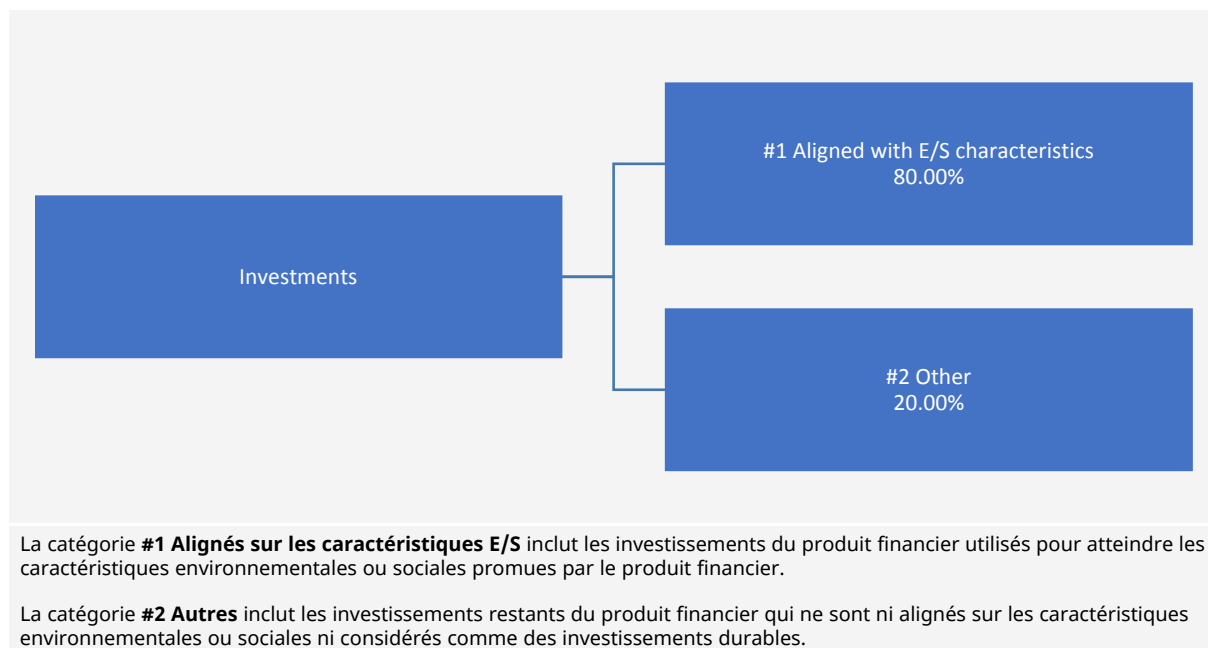 #1 Aligned with E/S characteristics
80.00%
Investments
#2 Other
20.00%
La catégorie #1 Alignés sur les caractéristiques E/S inclut les investissements du produit financier utilisés pour atteindre les
caractéristiques environnementales ou sociales promues par le produit financier.
La catégorie #2 Autres inclut les investissements restants du produit financier qui ne sont ni alignés sur les caractéristiques
environnementales ou sociales ni considérés comme des investissements durables.